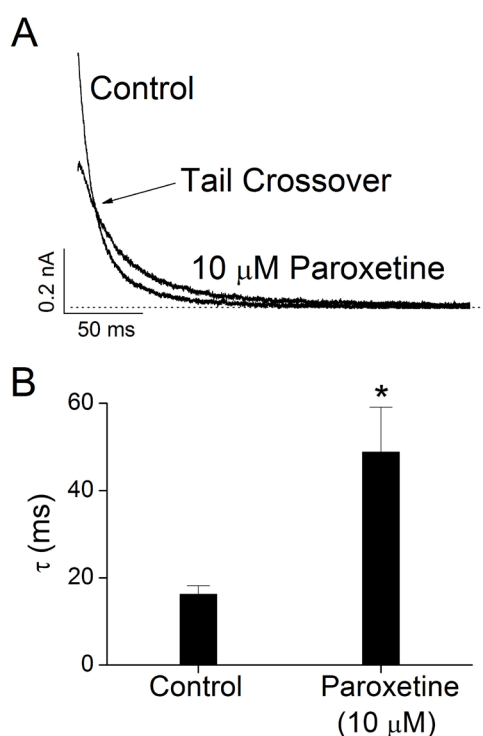 A
Control
Tail Crossover
10 μM Paroxetine
0.2 nA
50 ms
B
*
60
40
20
0
τ (ms)
Control
Paroxetine
(10 μM)